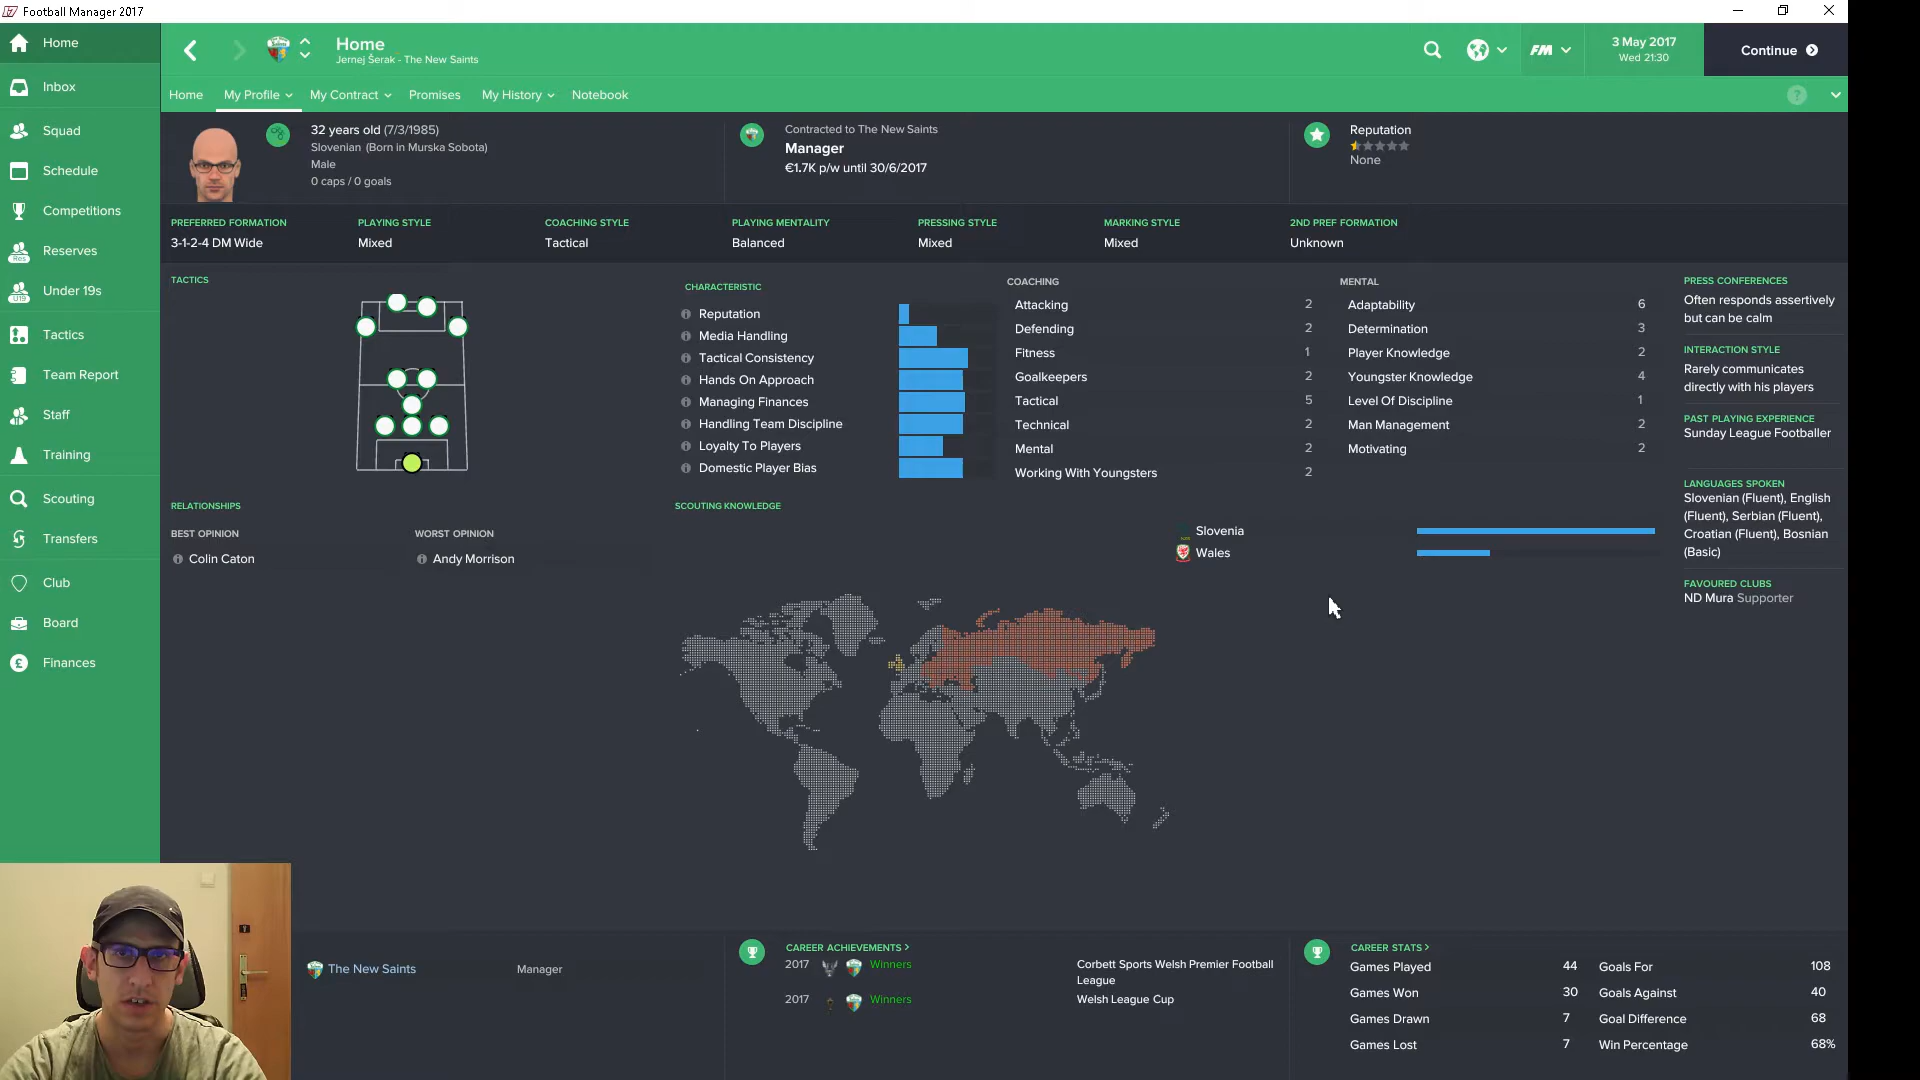 Football Manager 2017
Home
Inbox
Squad
Schedule
Competitions
Reserves
Under 19s
Tactics
Team Report
Staff
Training
Scouting
Transfers
Club
Board
Finances
Home
Jernej Šerak - The New Saints
FM
3 May 2017
Wed 21:30
Continue
Home
My Profile
My Contract
Promises
My History
Notebook
32 years old (7/3/1985)
Slovenian (Born in Murska Sobota)
Male
0 caps / 0 goals
Contracted to The New Saints
Manager
€1.7K p/w until 30/6/2017
Reputation
None
PREFERRED FORMATION
3-1-2-4 DM Wide
PLAYING STYLE
Mixed
COACHING STYLE
Tactical
PLAYING MENTALITY
Balanced
PRESSING STYLE
Mixed
MARKING STYLE
Mixed
2ND PREF FORMATION
Unknown
TACTICS
CHARACTERISTIC
Reputation
Media Handling
Tactical Consistency
Hands On Approach
Managing Finances
Handling Team Discipline
Loyalty To Players
Domestic Player Bias
COACHING
Attacking 2
Defending 2
Fitness 1
Goalkeepers 2
Tactical 5
Technical 2
Mental 2
Working With Youngsters 2
MENTAL
Adaptability 6
Determination 3
Player Knowledge 2
Youngster Knowledge 4
Level Of Discipline 1
Man Management 2
Motivating 2
PRESS CONFERENCES
Often responds assertively
but can be calm
INTERACTION STYLE
Rarely communicates
directly with his players
PAST PLAYING EXPERIENCE
Sunday League Footballer
LANGUAGES SPOKEN
Slovenian (Fluent), English
(Fluent), Serbian (Fluent),
Croatian (Fluent), Bosnian
(Basic)
FAVOURED CLUBS
ND Mura Supporter
RELATIONSHIPS
BEST OPINION
Colin Caton
WORST OPINION
Andy Morrison
SCOUTING KNOWLEDGE
Slovenia
Wales
The New Saints Manager
CAREER ACHIEVEMENTS >
2017 Winners Corbett Sports Welsh Premier Football
League
2017 Winners Welsh League Cup
CAREER STATS >
Games Played 44 Goals For 108
Games Won 30 Goals Against 40
Games Drawn 7 Goal Difference 68
Games Lost 7 Win Percentage 68%